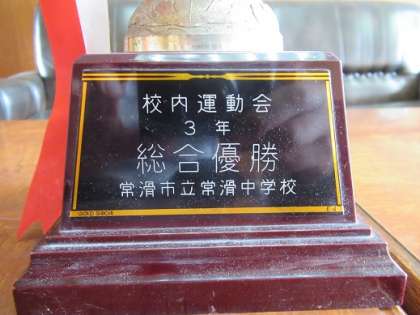 校内運動会
3年
総合優勝
常滑市立常滑中学校